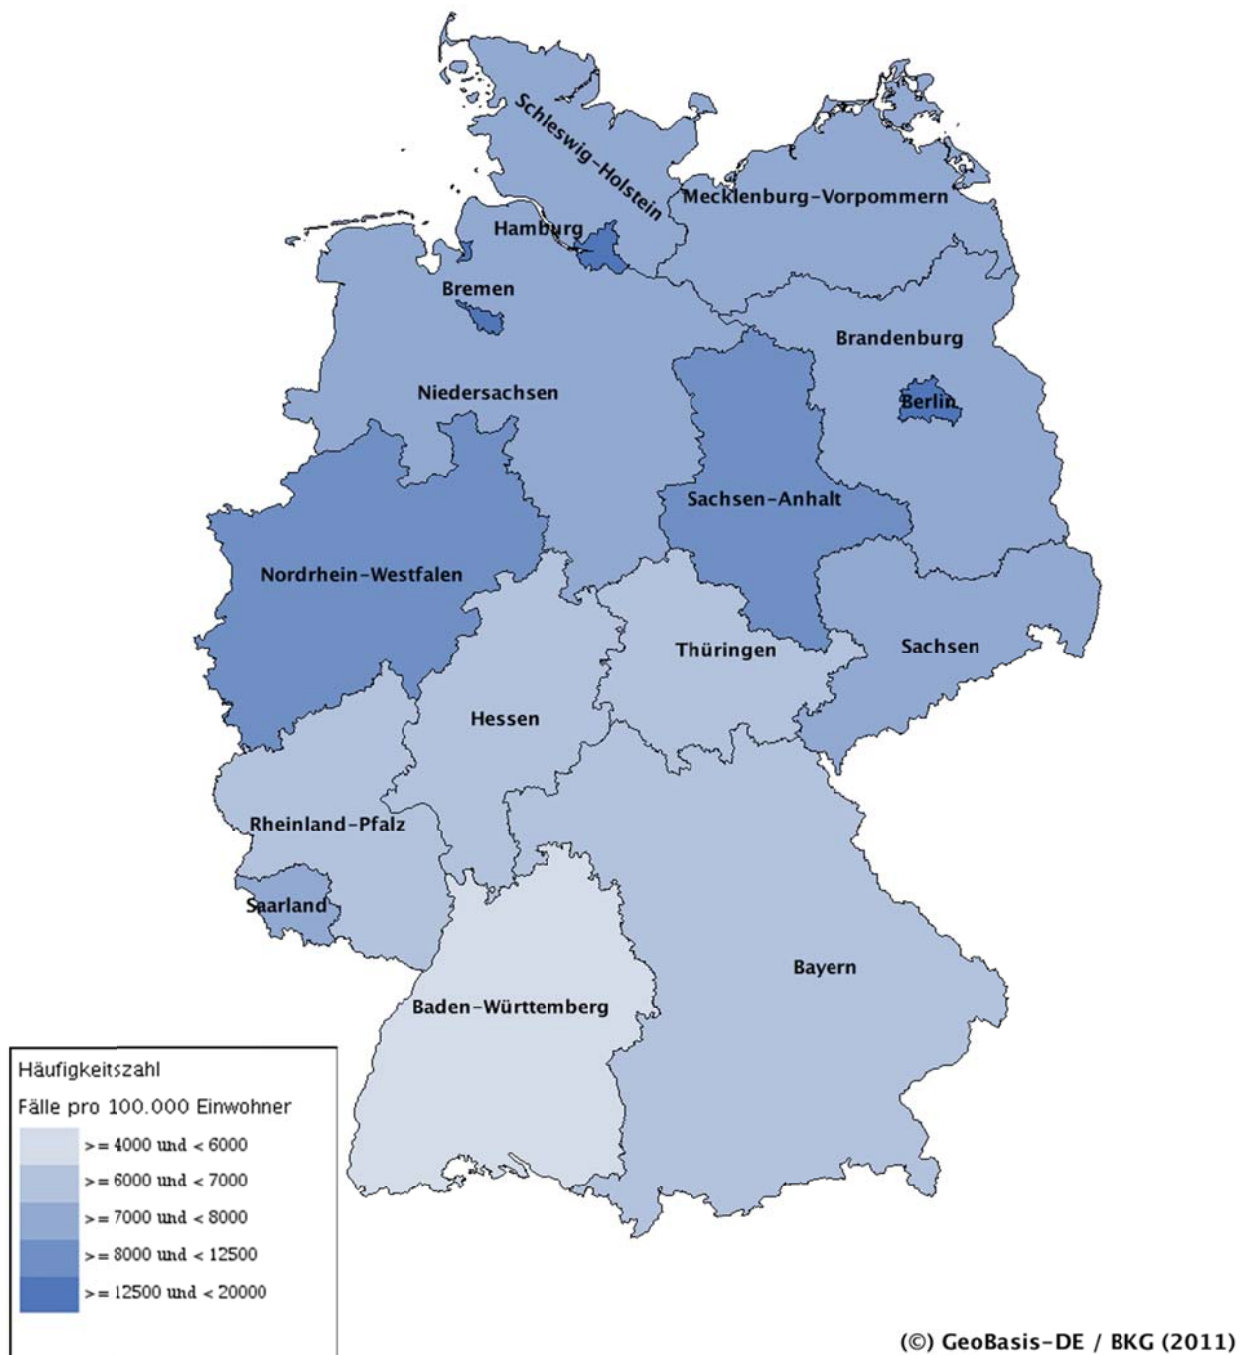 Schleswig-Holstein
Mecklenburg-Vorpommern
Hamburg
Bremen
Brandenburg
Niedersachsen
Berlin
Sachsen-Anhalt
Nordrhein-Westfalen
Sachsen
Thüringen
Hessen
Rheinland-Pfalz
Saarland
Bayern
Baden-Württemberg
Häufigkeitszahl
Fälle pro 100.000 Einwohner
>= 4000 und < 6000
>= 6000 und < 7000
>= 7000 und < 8000
>= 8000 und < 12500
>= 12500 und < 20000
(©) GeoBasis-DE / BKG (2011)